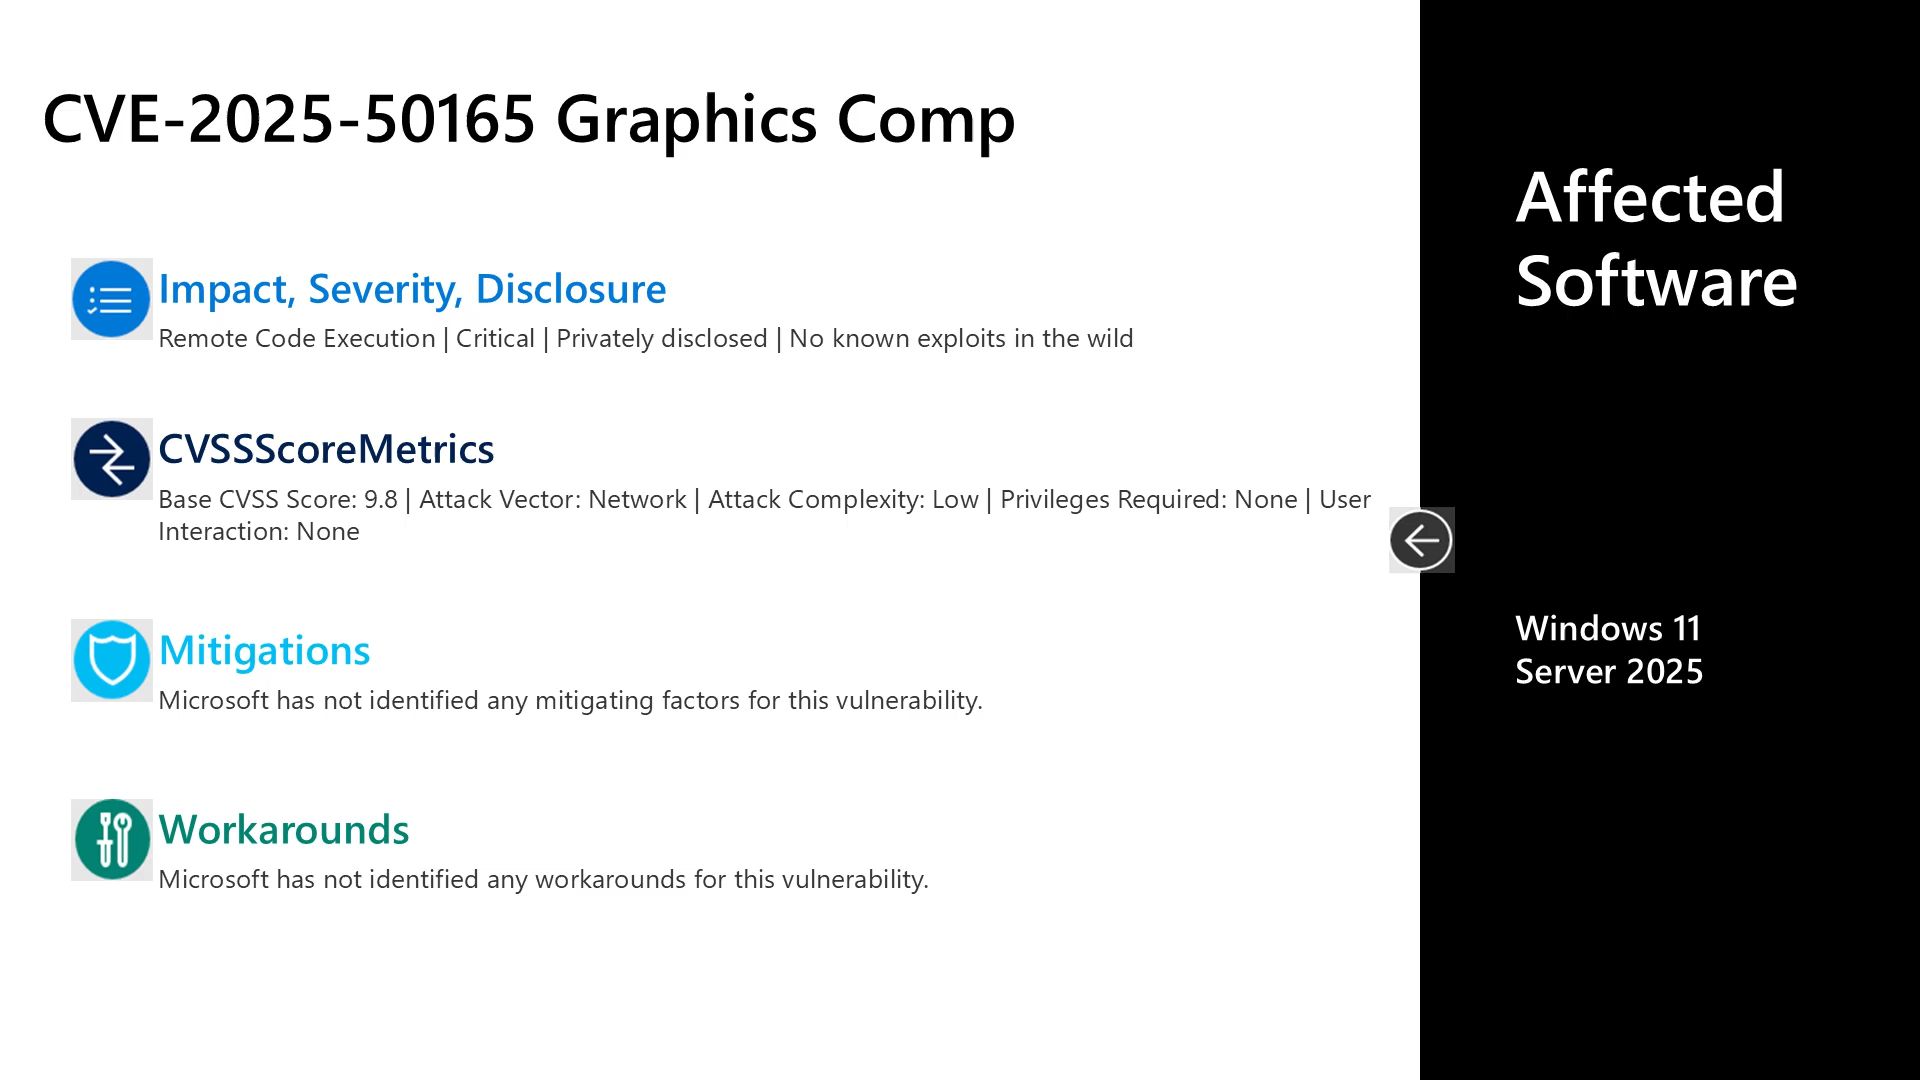 CVE-2025-50165 Graphics Comp
Impact, Severity, Disclosure
Remote Code Execution | Critical | Privately disclosed | No known exploits in the wild
CVSSScoreMetrics
Base CVSS Score: 9.8 | Attack Vector: Network | Attack Complexity: Low | Privileges Required: None | User
Interaction: None
Mitigations
Microsoft has not identified any mitigating factors for this vulnerability.
Workarounds
Microsoft has not identified any workarounds for this vulnerability.
Affected
Software
Windows 11
Server 2025